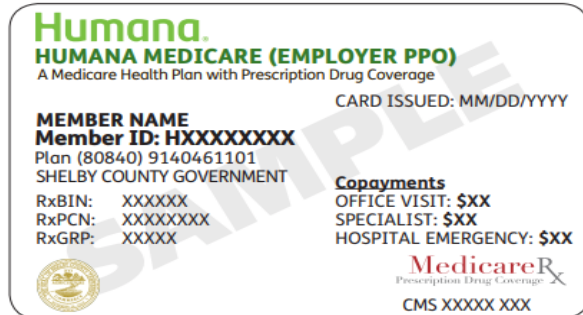 Humana.
HUMANA MEDICARE (EMPLOYER PPO)
A Medicare Health Plan with Prescription Drug Coverage
CARD ISSUED: MM/DD/YYYY
MEMBER NAME
Member ID: HXXXXXXXX
Plan (80840) 9140461101
SHELBY COUNTY GOVERNMENT
RxBIN: XXXXXX
RxPCN: XXXXXXXX
RxGRP: XXXXX
Copayments
OFFICE VISIT: $XX
SPECIALIST: $XX
HOSPITAL EMERGENCY: $XX
MedicareRx
Prescription Drug Coverage
CMS XXXXX XXX
SAMPLE